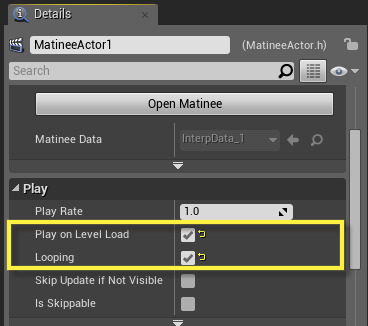 Details
MatineeActor1
(MatineeActor.h)
Search
Open Matinee
Matinee Data
InterpData_1
Play
Play Rate
1.0
Play on Level Load
Looping
Skip Update if Not Visible
Is Skippable